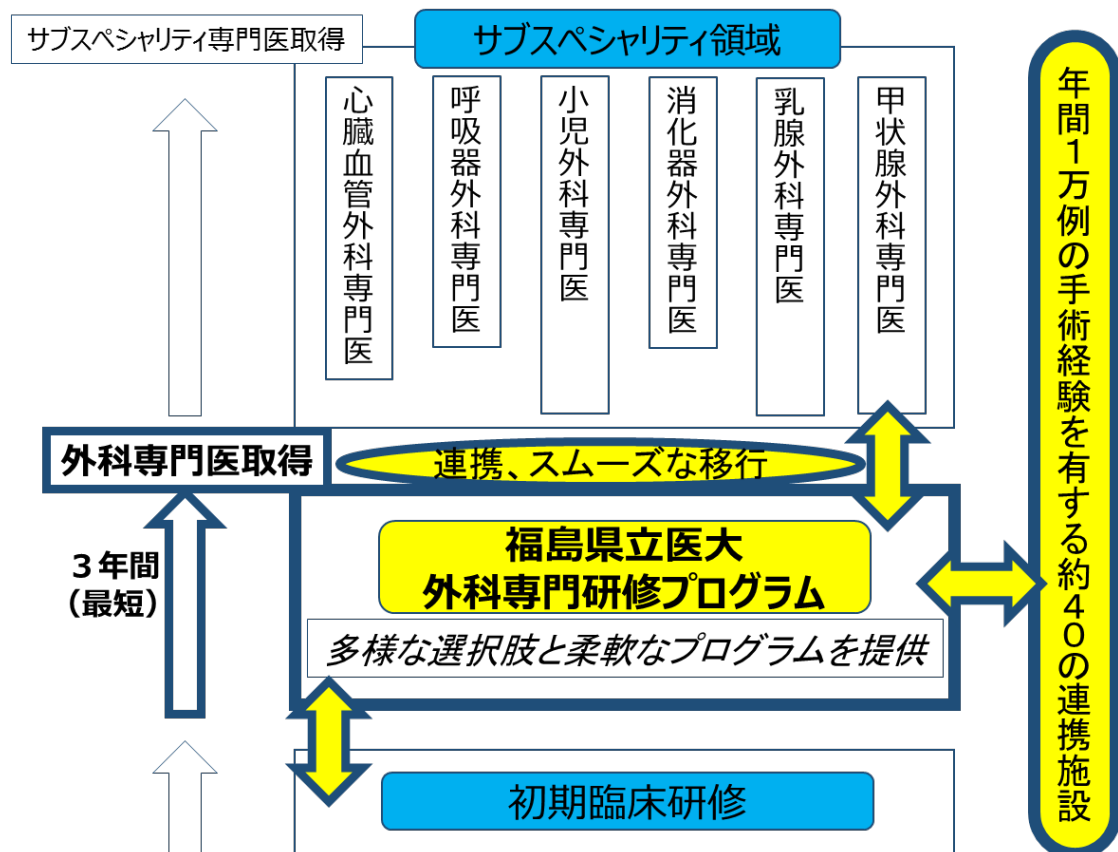 サブスペシャリティ専門医取得
サブスペシャリティ領域
心臓血管外科専門医
呼吸器外科専門医
小児外科専門医
消化器外科専門医
乳腺外科専門医
甲状腺外科専門医
年間１万例の手術経験を有する約４０の連携施設
外科専門医取得
連携、スムーズな移行
３年間
（最短）
福島県立医大
外科専門研修プログラム
多様な選択肢と柔軟なプログラムを提供
初期臨床研修